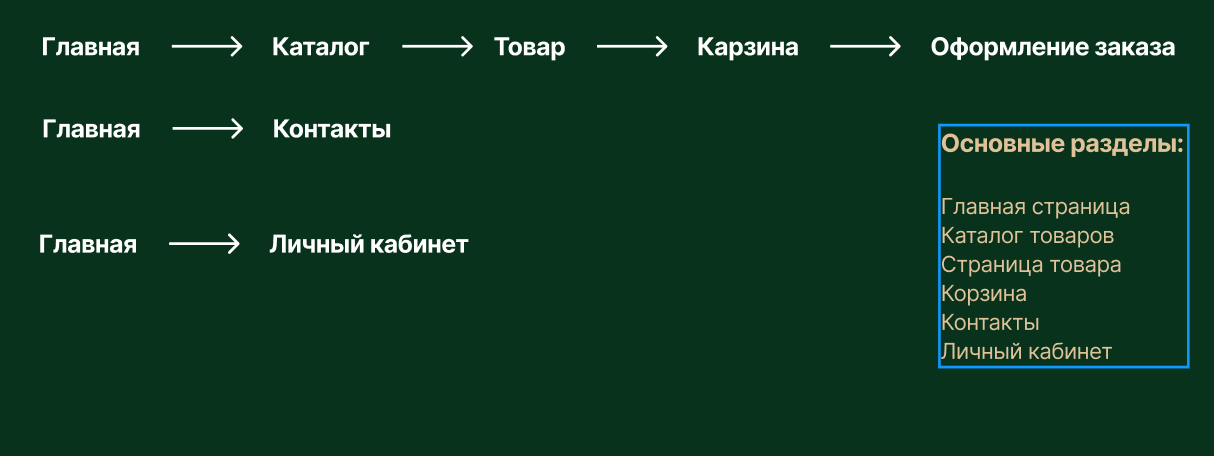 Главная → Каталог → Товар → Карзина → Оформление заказа
Главная → Контакты
Основные разделы:
Главная страница
Каталог товаров
Главная → Личный кабинет
Страница товара
Корзина
Контакты
Личный кабинет